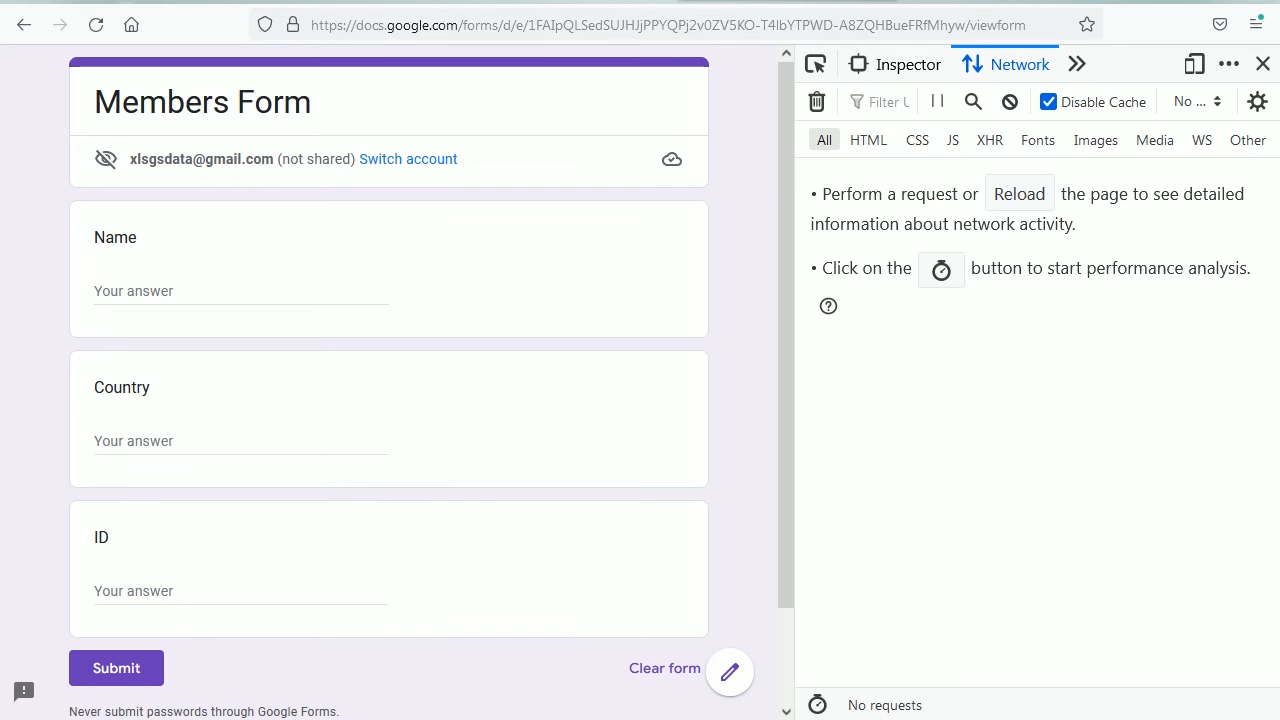 https://docs.google.com/forms/d/e/1FAIpQLSedSUJHJjPPYQPj2v0ZV5KO-T4lbYTPWD-A8ZQHBueFRfMhyw/viewform
Members Form
xlsgsdata@gmail.com (not shared) Switch account
Name
Your answer
Country
Your answer
ID
Your answer
Submit
Clear form
Never submit passwords through Google Forms.
Inspector
Network
Filter U
Disable Cache
No ...
All HTML CSS JS XHR Fonts Images Media WS Other
• Perform a request or Reload the page to see detailed
information about network activity.
• Click on the button to start performance analysis.
No requests